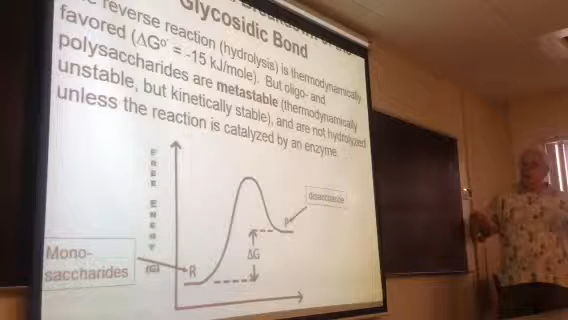 Glycosidic Bond
reverse reaction (hydrolysis) is thermodynamically
favored (ΔG°' = -15 kJ/mole). But oligo- and
polysaccharides are metastable (thermodynamically
unstable, but kinetically stable), and are not hydrolyzed
unless the reaction is catalyzed by an enzyme.
FREE ENERGY (G)
disaccharide
P
ΔG
Mono-
saccharides
R